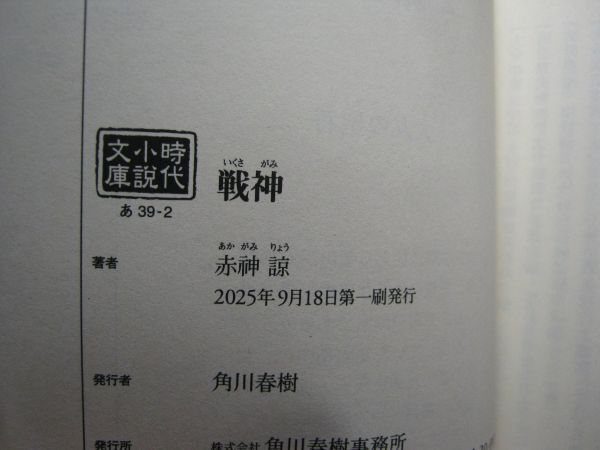 時代
小説
文庫
あ 39-2
いくさ がみ
戦神
著者
あか がみ りょう
赤神 諒
2025年9月18日第一刷発行
発行者
角川春樹
発行所
株式会社 角川春樹事務所